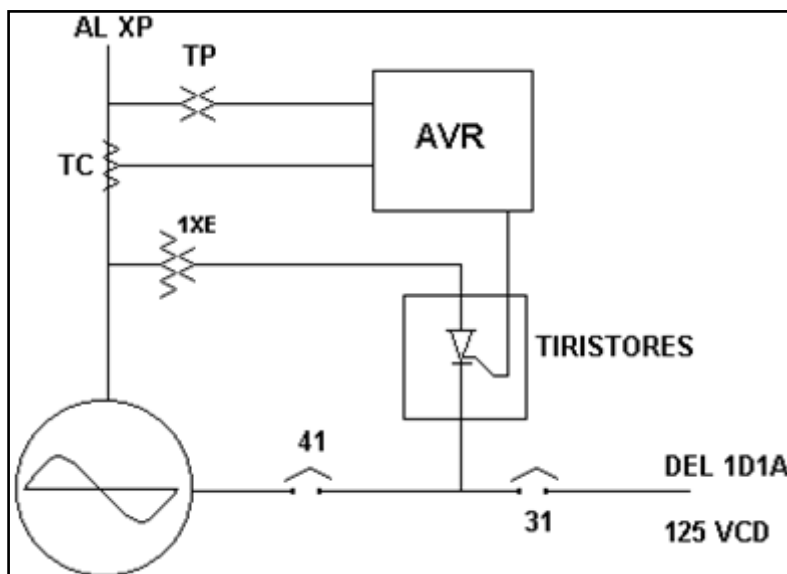 AL XP
TP
AVR
TC
1XE
TIRISTORES
41
DEL 1D1A
31
125 VCD